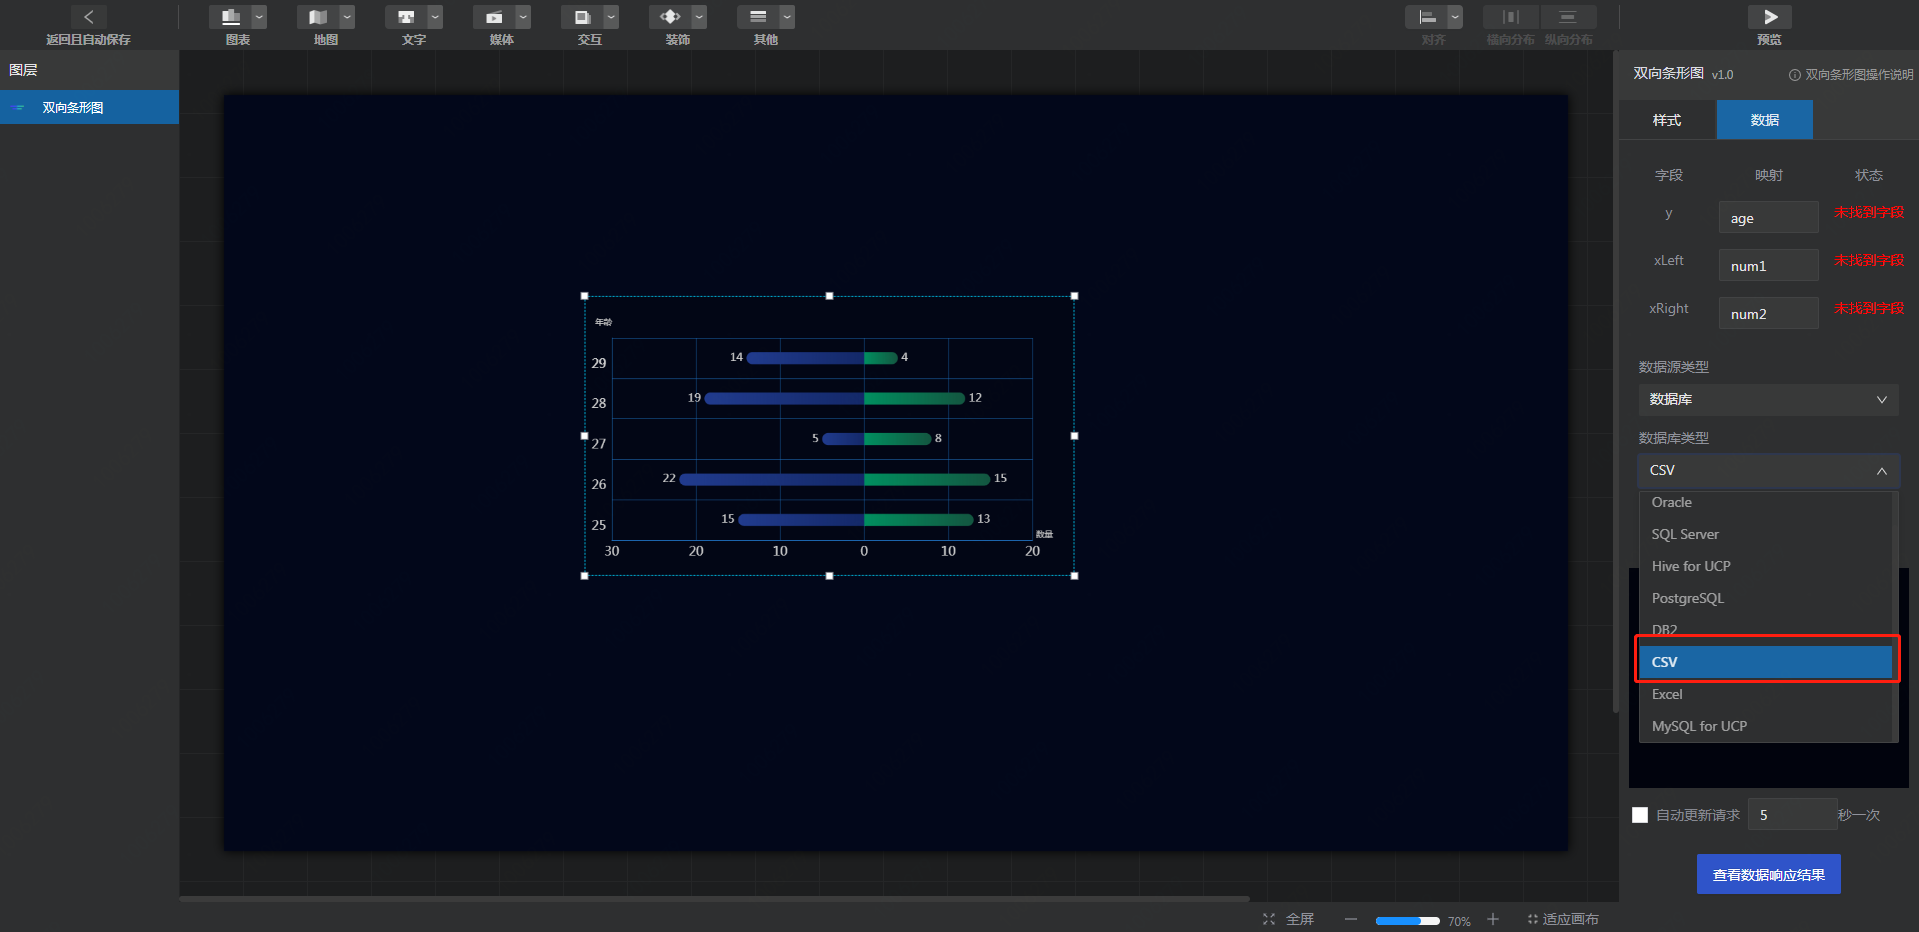 返回且自动保存
图表
地图
文字
媒体
交互
装饰
其他
对齐
横向分布
纵向分布
预览
图层
双向条形图
年龄
29
14
4
28
19
12
27
5
8
26
22
15
25
15
13
数量
30
20
10
0
10
20
双向条形图 v1.0
双向条形图操作说明
样式
数据
字段 映射 状态
y age 未找到字段
xLeft num1 未找到字段
xRight num2 未找到字段
数据源类型
数据库
数据库类型
CSV
Oracle
SQL Server
Hive for UCP
PostgreSQL
DB2
CSV
Excel
MySQL for UCP
自动更新请求 5 秒一次
查看数据响应结果
全屏
70%
适应画布